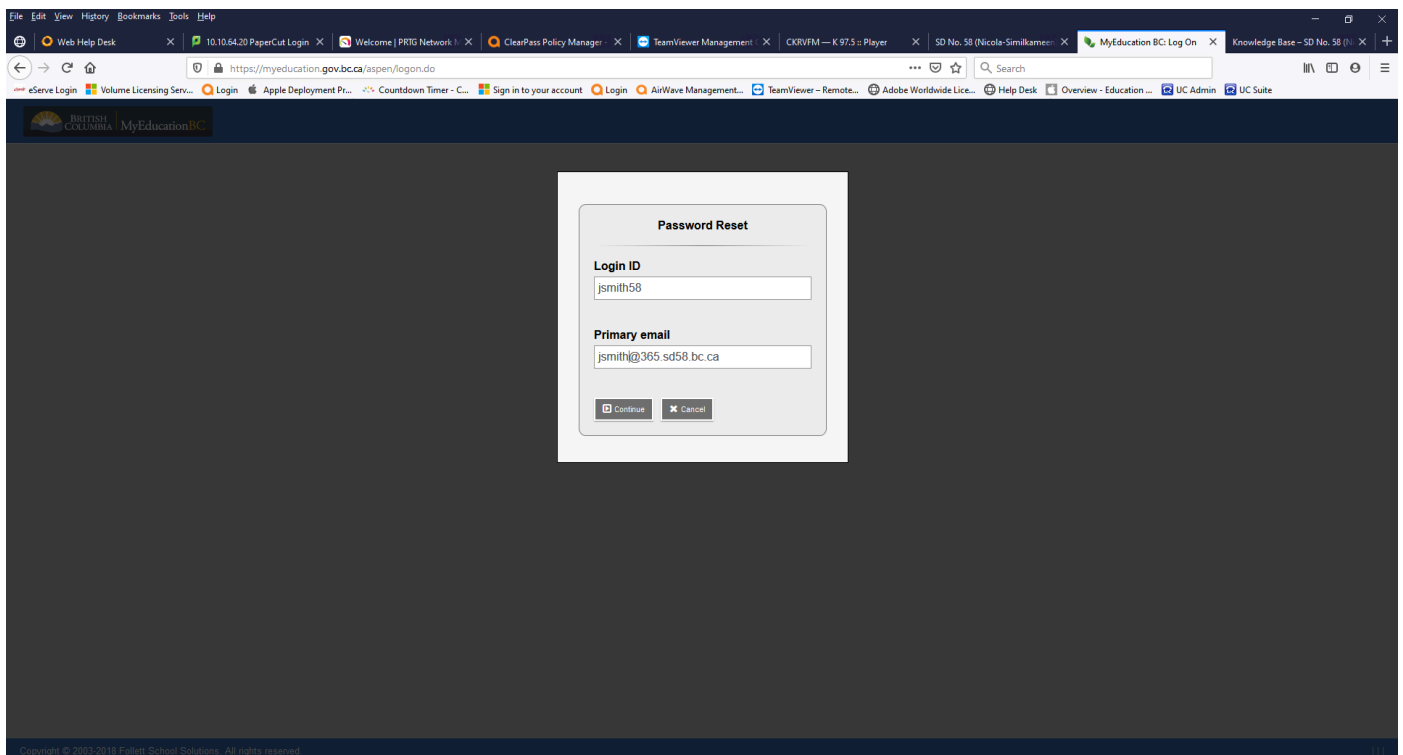 File Edit View History Bookmarks Tools Help
Web Help Desk
10.10.64.20 PaperCut Login
Welcome | PRTG Network
ClearPass Policy Manager -
TeamViewer Management
CKRVFM — K 97.5 :: Player
SD No. 58 (Nicola-Similkameen
MyEducation BC: Log On
Knowledge Base – SD No. 58 (Ni
https://myeducation.gov.bc.ca/aspen/logon.do
Search
eServe Login
Volume Licensing Serv...
Login
Apple Deployment Pr...
Countdown Timer - C...
Sign in to your account
Login
AirWave Management...
TeamViewer – Remote...
Adobe Worldwide Lice...
Help Desk
Overview - Education ...
UC Admin
UC Suite
BRITISH
COLUMBIA
MyEducationBC
Password Reset
Login ID
jsmith58
Primary email
jsmith@365.sd58.bc.ca
Continue
Cancel
Copyright © 2003-2018 Follett School Solutions. All rights reserved.